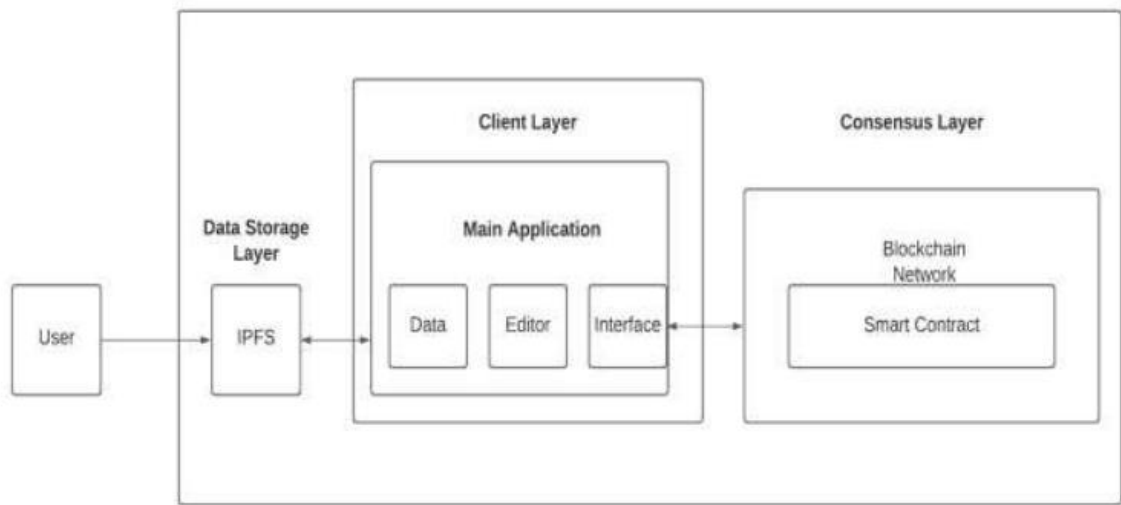 Client Layer
Consensus Layer
Data Storage
Layer
Main Application
Blockchain
Network
User
IPFS
Data
Editor
Interface
Smart Contract